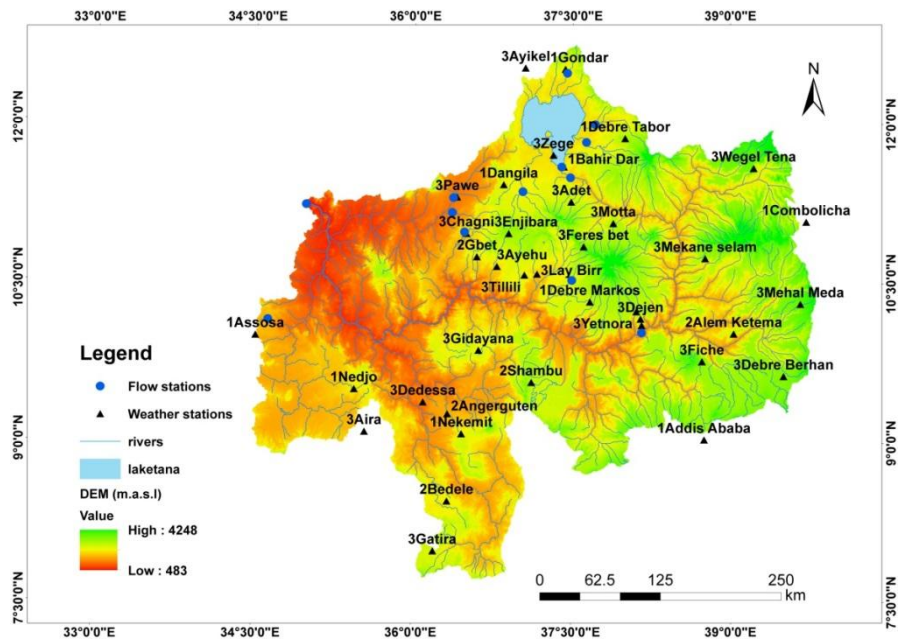 33°0'0"E 34°30'0"E 36°0'0"E 37°30'0"E 39°0'0"E
3Ayikel 1Gondar
N
12°0'0"N 12°0'0"N
1Debre Tabor
3Zege
1Bahir Dar
3Wegel Tena
1Dangila
3Pawe
3Adet
3Motta
1Combolicha
3Chagni 3Enjibara
3Feres bet
2Gbet
3Mekane selam
3Ayehu
3Lay Birr
10°30'0"N 10°30'0"N
3Tillili
1Debre Markos
3Mehal Meda
3Dejen
1Assosa
3Yetnora
2Alem Ketema
3Gidayana
3Fiche
3Debre Berhan
2Shambu
1Nedjo
3Dedessa
2Angerguten
3Aira
1Nekemit
1Addis Ababa
9°0'0"N 9°0'0"N
2Bedele
3Gatira
Legend
Flow stations
Weather stations
rivers
laketana
DEM (m.a.s.l)
Value
High : 4248
Low : 483
0 62.5 125 250
km
7°30'0"N 7°30'0"N
33°0'0"E 34°30'0"E 36°0'0"E 37°30'0"E 39°0'0"E